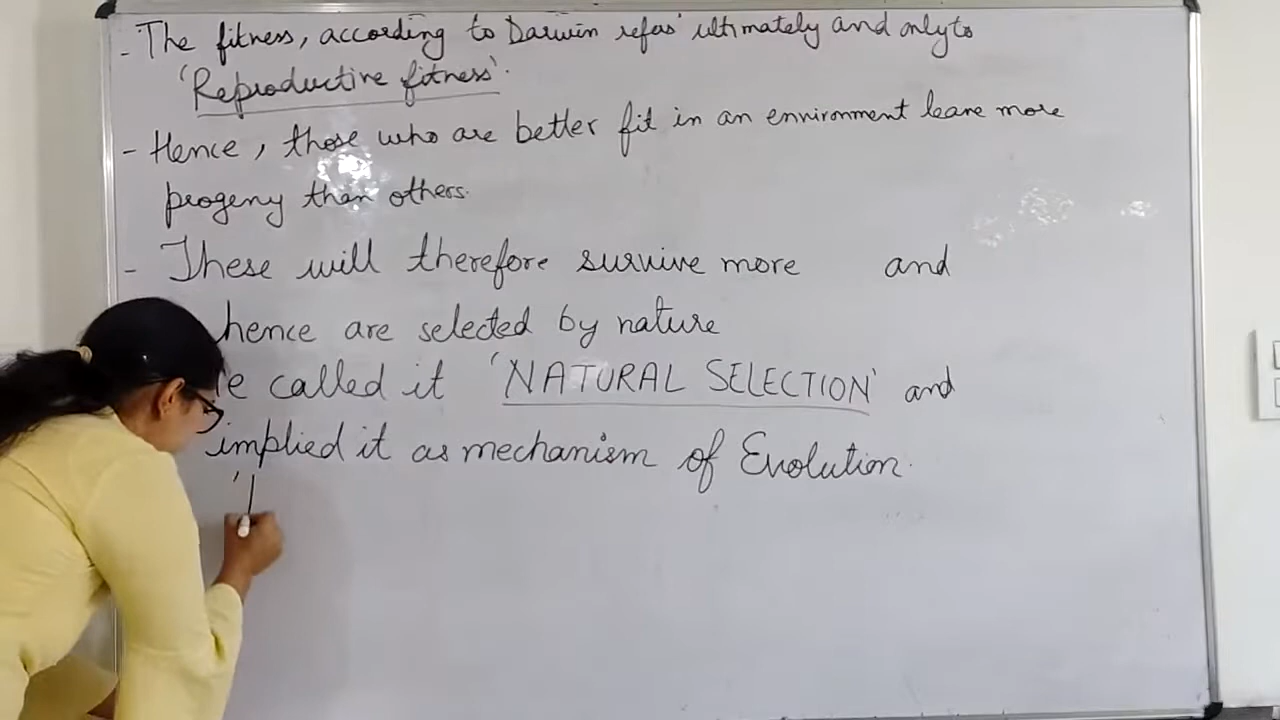 - The fitness, according to Darwin refers ultimately and only to
'Reproductive fitness'.
- Hence, those who are better fit in an environment leave more
progeny than others.
- These will therefore survive more and
hence are selected by nature
e called it 'NATURAL SELECTION' and
implied it as mechanism of Evolution.